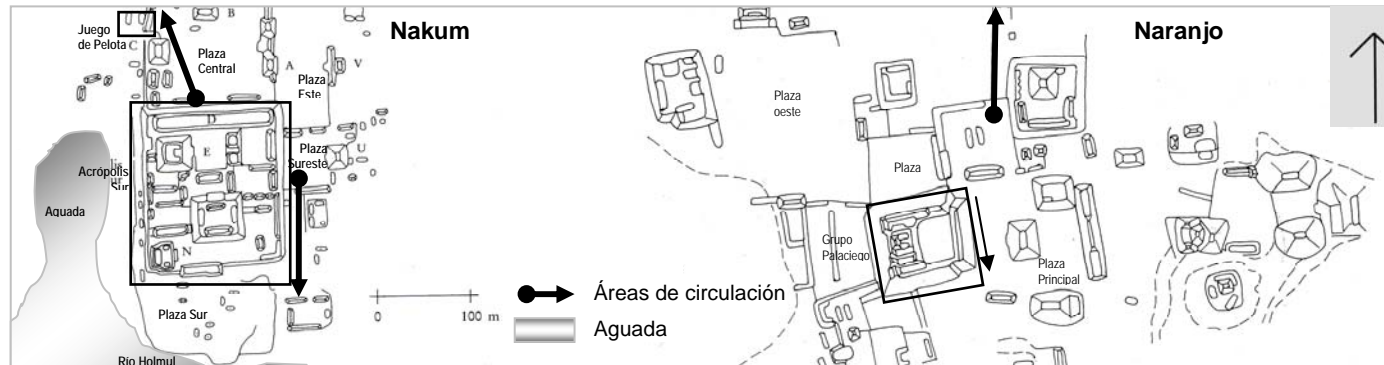 Nakum
Naranjo
Juego
de Pelota
B
C
Plaza
Central
A
V
Plaza
Este
D
E
Plaza
Sureste
U
Acrópolis
Sur
Aguada
N
Plaza Sur
Río Holmul
0
100 m
Áreas de circulación
Aguada
Plaza
oeste
Plaza
Grupo
Palaciego
Plaza
Principal